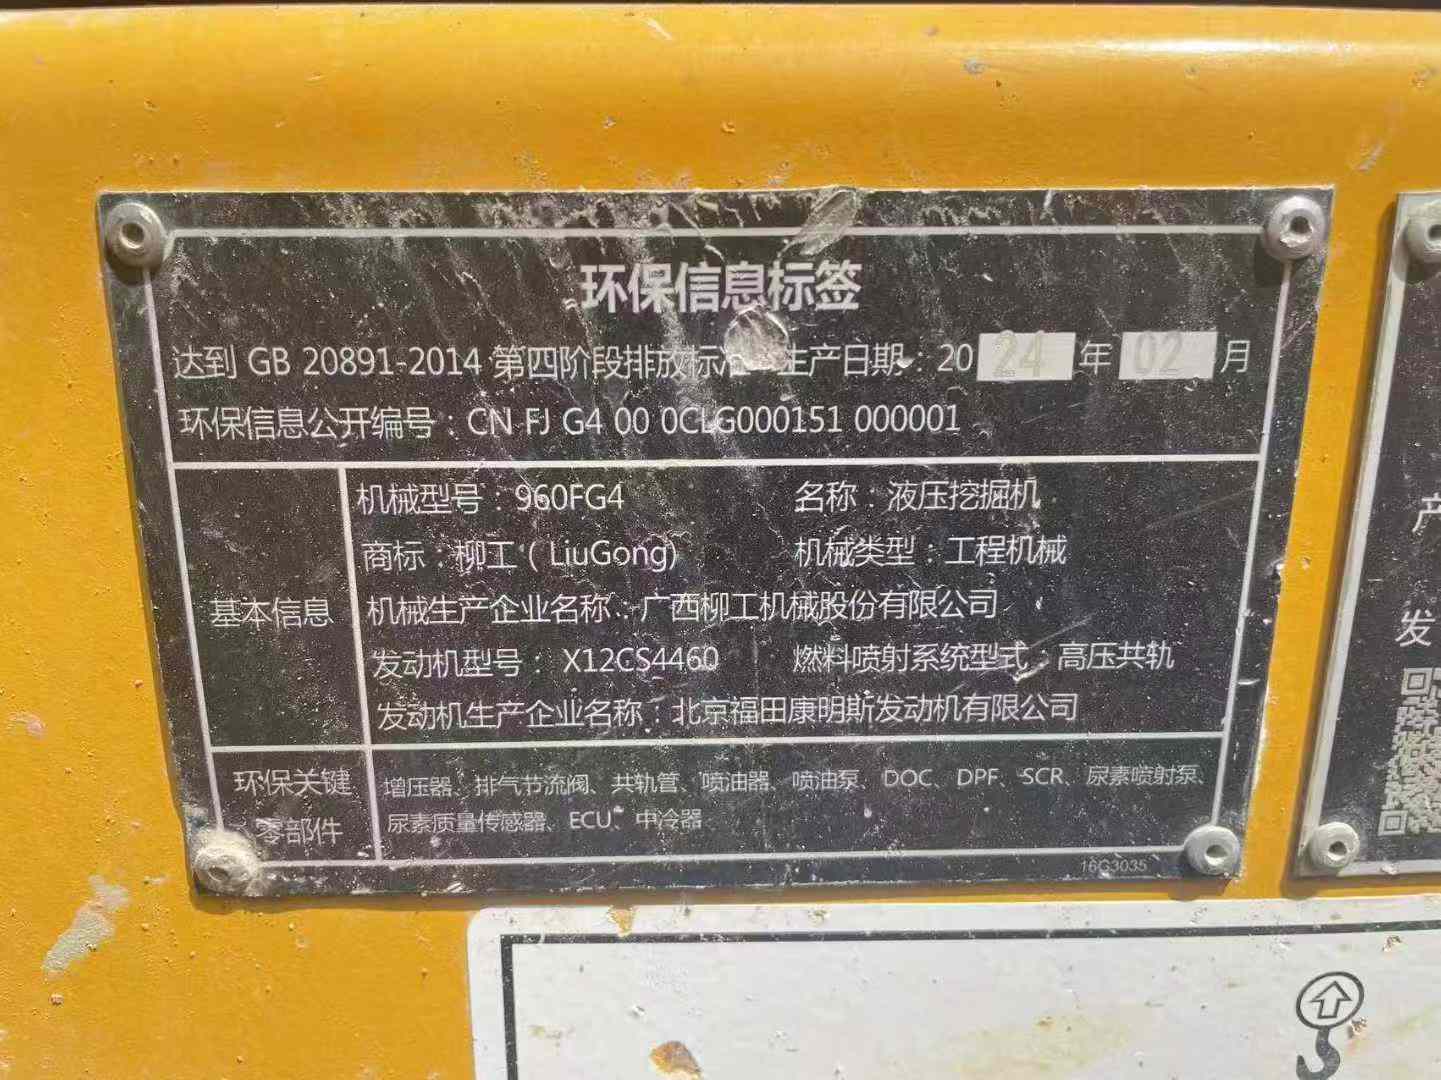 环保信息标签
达到 GB 20891-2014 第四阶段排放标准 生产日期：2024年02月
环保信息公开编号：CN FJ G4 00 0CLG000151 000001
基本信息
机械型号：960FG4 名称：液压挖掘机
商标：柳工（LiuGong) 机械类型：工程机械
机械生产企业名称：广西柳工机械股份有限公司
发动机型号：X12CS4460 燃料喷射系统型式：高压共轨
发动机生产企业名称：北京福田康明斯发动机有限公司
环保关键
零部件
增压器、排气节流阀、共轨管、喷油器、喷油泵、DOC、DPF、SCR、尿素喷射泵、
尿素质量传感器、ECU、中冷器
16G3035
产
发